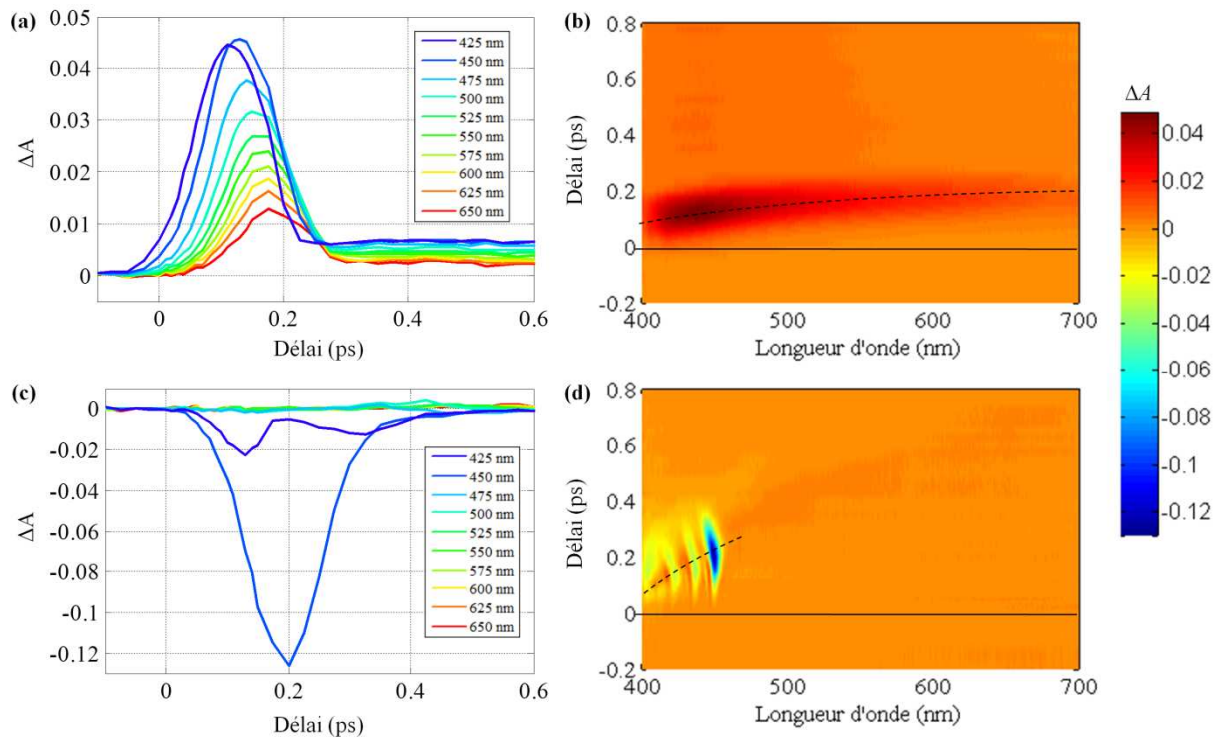 (a)
0.05
0.04
0.03
0.02
0.01
0
ΔA
425 nm
450 nm
475 nm
500 nm
525 nm
550 nm
575 nm
600 nm
625 nm
650 nm
0
0.2
0.4
0.6
Délai (ps)
(b)
0.8
0.6
0.4
0.2
0
-0.2
Délai (ps)
400
500
600
700
Longueur d'onde (nm)
ΔA
0.04
0.02
0
-0.02
-0.04
-0.06
-0.08
-0.1
-0.12
(c)
0
-0.02
-0.04
-0.06
-0.08
-0.1
-0.12
ΔA
425 nm
450 nm
475 nm
500 nm
525 nm
550 nm
575 nm
600 nm
625 nm
650 nm
0
0.2
0.4
0.6
Délai (ps)
(d)
0.8
0.6
0.4
0.2
0
-0.2
Délai (ps)
400
500
600
700
Longueur d'onde (nm)